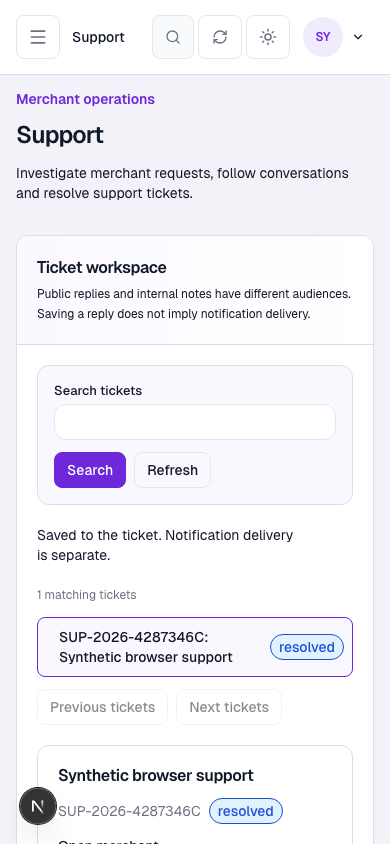 Support
SY
Merchant operations
Support
Investigate merchant requests, follow conversations
and resolve support tickets.
Ticket workspace
Public replies and internal notes have different audiences.
Saving a reply does not imply notification delivery.
Search tickets
Search
Refresh
Saved to the ticket. Notification delivery
is separate.
1 matching tickets
SUP-2026-4287346C:
Synthetic browser support
resolved
Previous tickets
Next tickets
Synthetic browser support
N
SUP-2026-4287346C
resolved